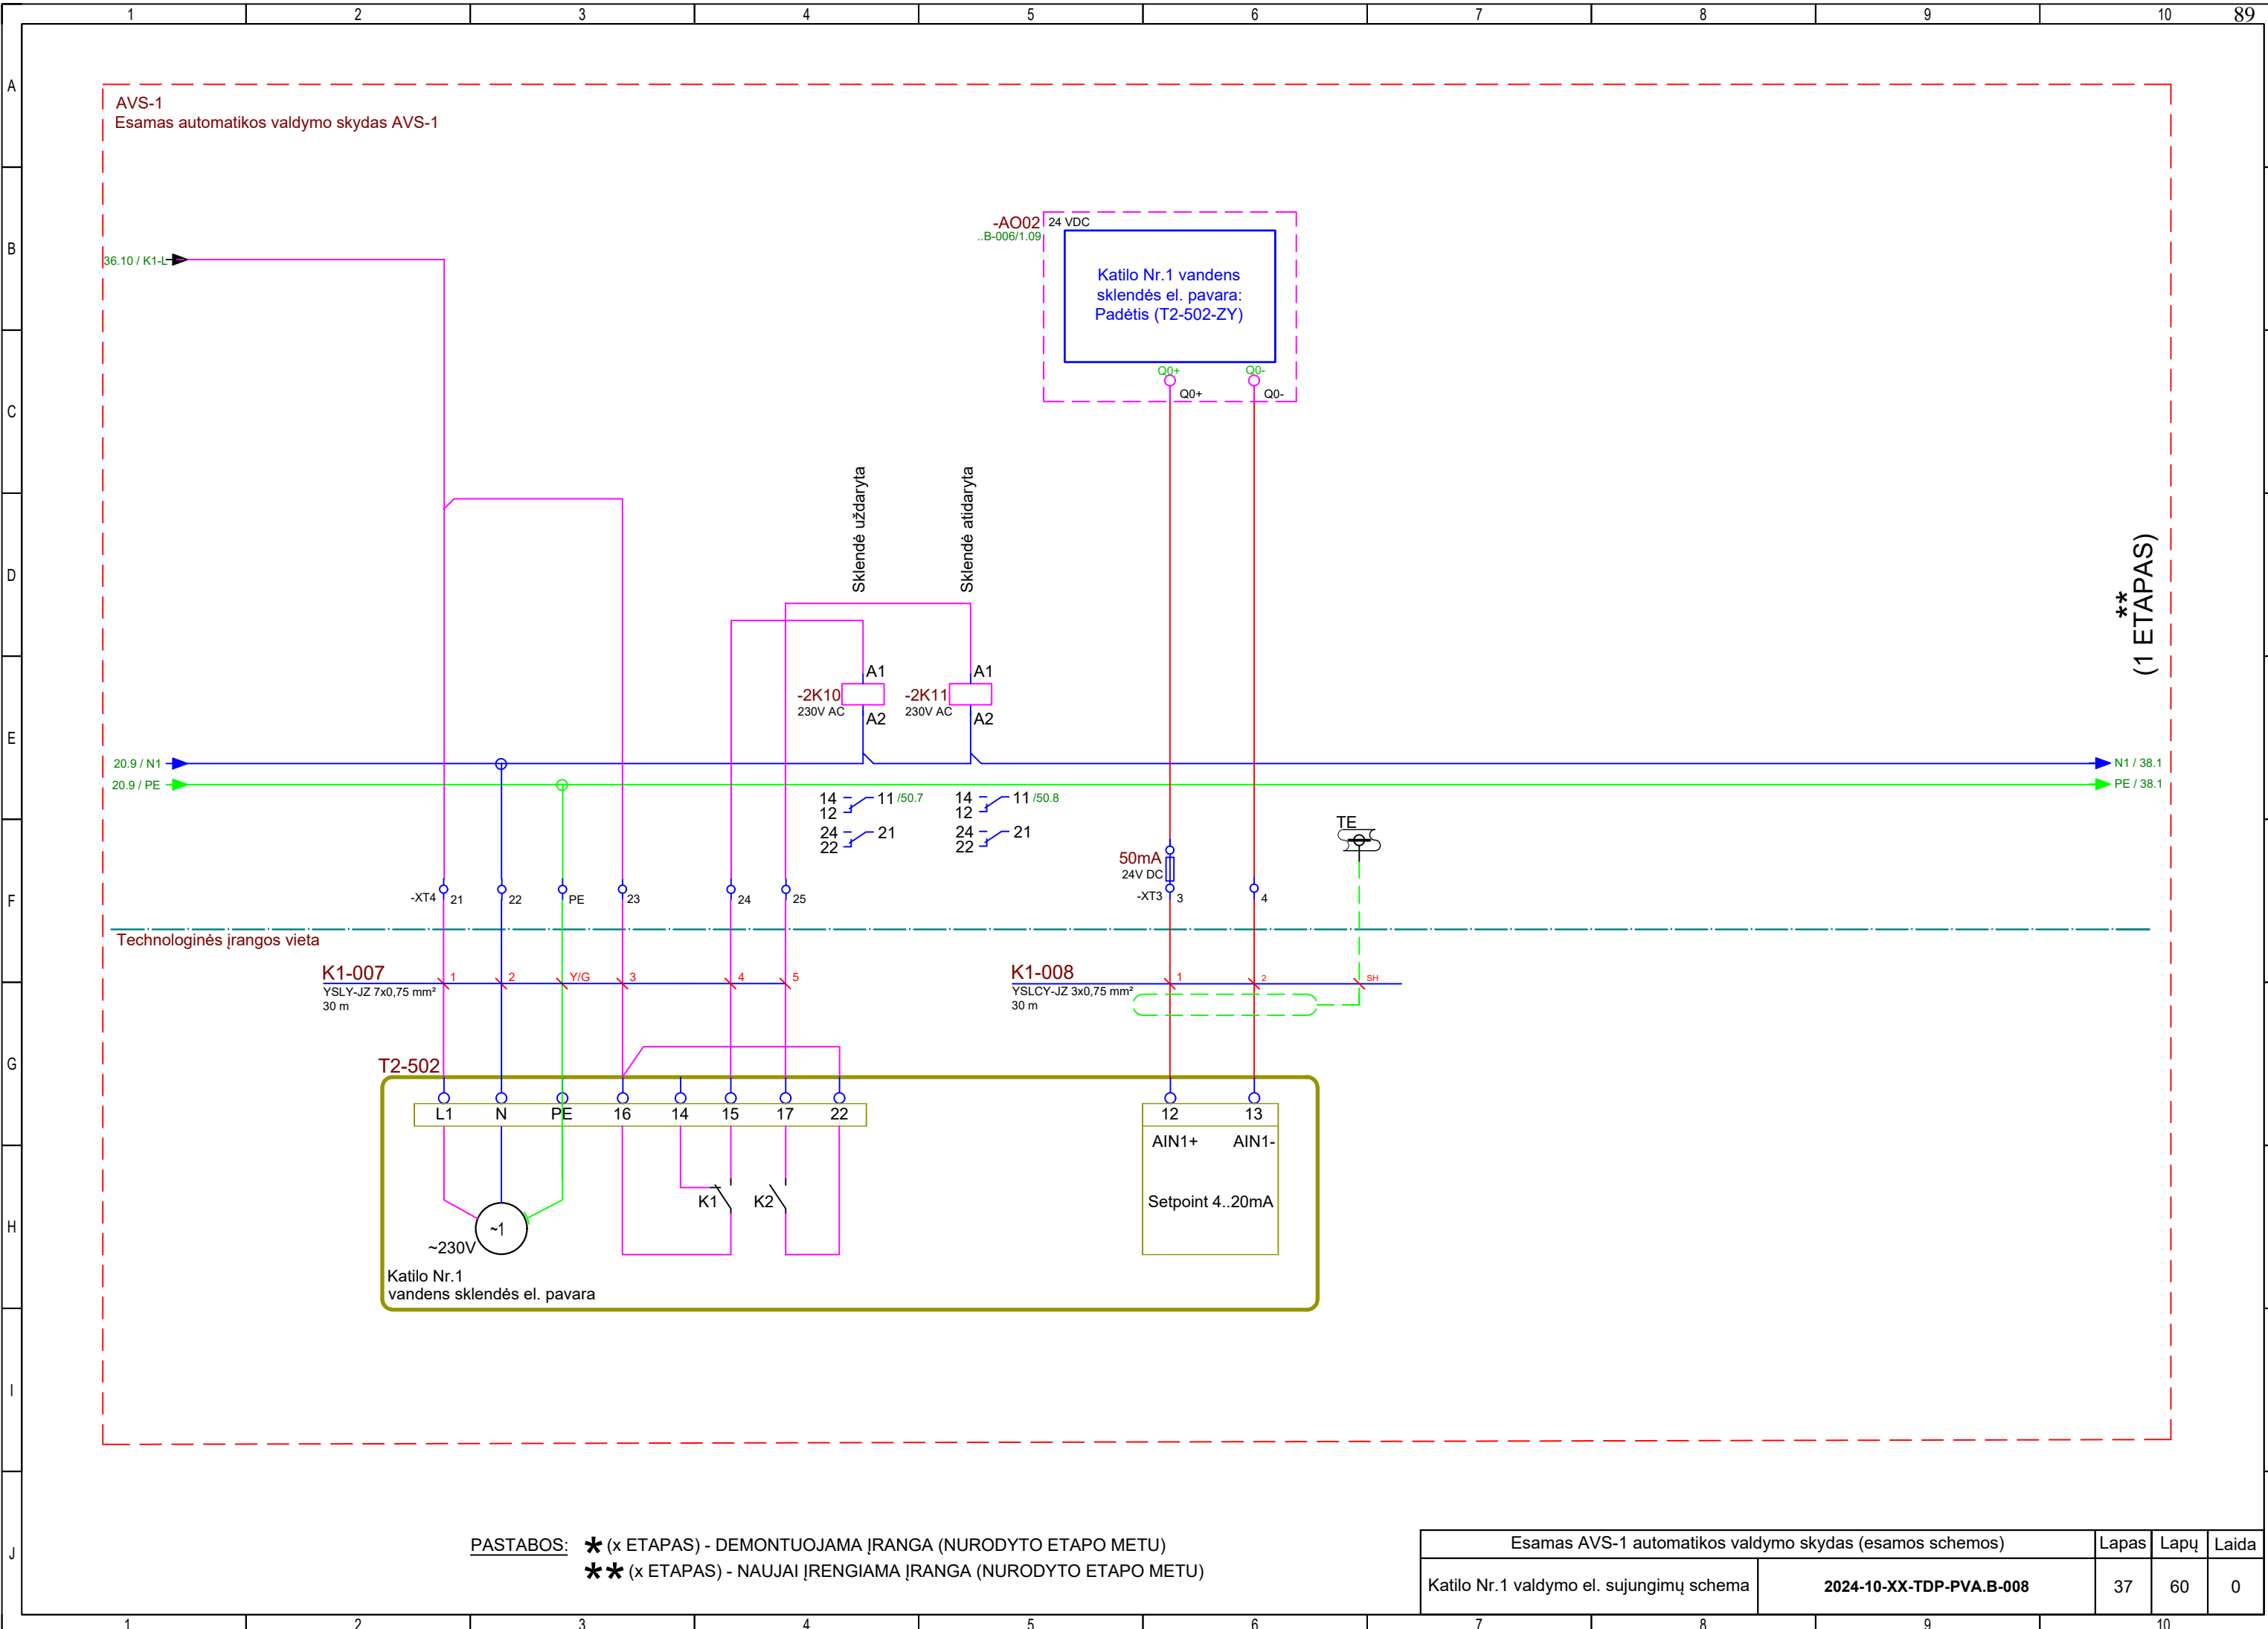 1 2 3 4 5 6 7 8 9 10 89
A
AVS-1
Esamas automatikos valdymo skydas AVS-1
B
-AO02 24 VDC
..B-006/1.09
36.10 / K1-L
Katilo Nr.1 vandens
sklendės el. pavara:
Padėtis (T2-502-ZY)
Q0+ Q0-
Q0+ Q0-
C
Sklendė uždaryta
Sklendė atidaryta
D
**
(1 ETAPAS)
A1 A1
-2K10 -2K11
230V AC 230V AC
A2 A2
E
20.9 / N1 N1 / 38.1
20.9 / PE PE / 38.1
14 11 /50.7 14 11 /50.8
12 12
24 21 24 21
22 22
TE
50mA
24V DC
F
-XT4 21 22 PE 23 24 25 -XT3 3 4
Technologinės įrangos vieta
K1-007 1 2 Y/G 3 4 5 K1-008 1 2 SH
YSLY-JZ 7x0,75 mm² YSLCY-JZ 3x0,75 mm²
30 m 30 m
G
T2-502
L1 N PE 16 14 15 17 22 12 13
AIN1+ AIN1-
K1 K2 Setpoint 4..20mA
H
~1
~230V
Katilo Nr.1
vandens sklendės el. pavara
I
J
PASTABOS: * (x ETAPAS) - DEMONTUOJAMA ĮRANGA (NURODYTO ETAPO METU)
** (x ETAPAS) - NAUJAI ĮRENGIAMA ĮRANGA (NURODYTO ETAPO METU)
Esamas AVS-1 automatikos valdymo skydas (esamos schemos) Lapas Lapų Laida
Katilo Nr.1 valdymo el. sujungimų schema 2024-10-XX-TDP-PVA.B-008 37 60 0
1 2 3 4 5 6 7 8 9 10